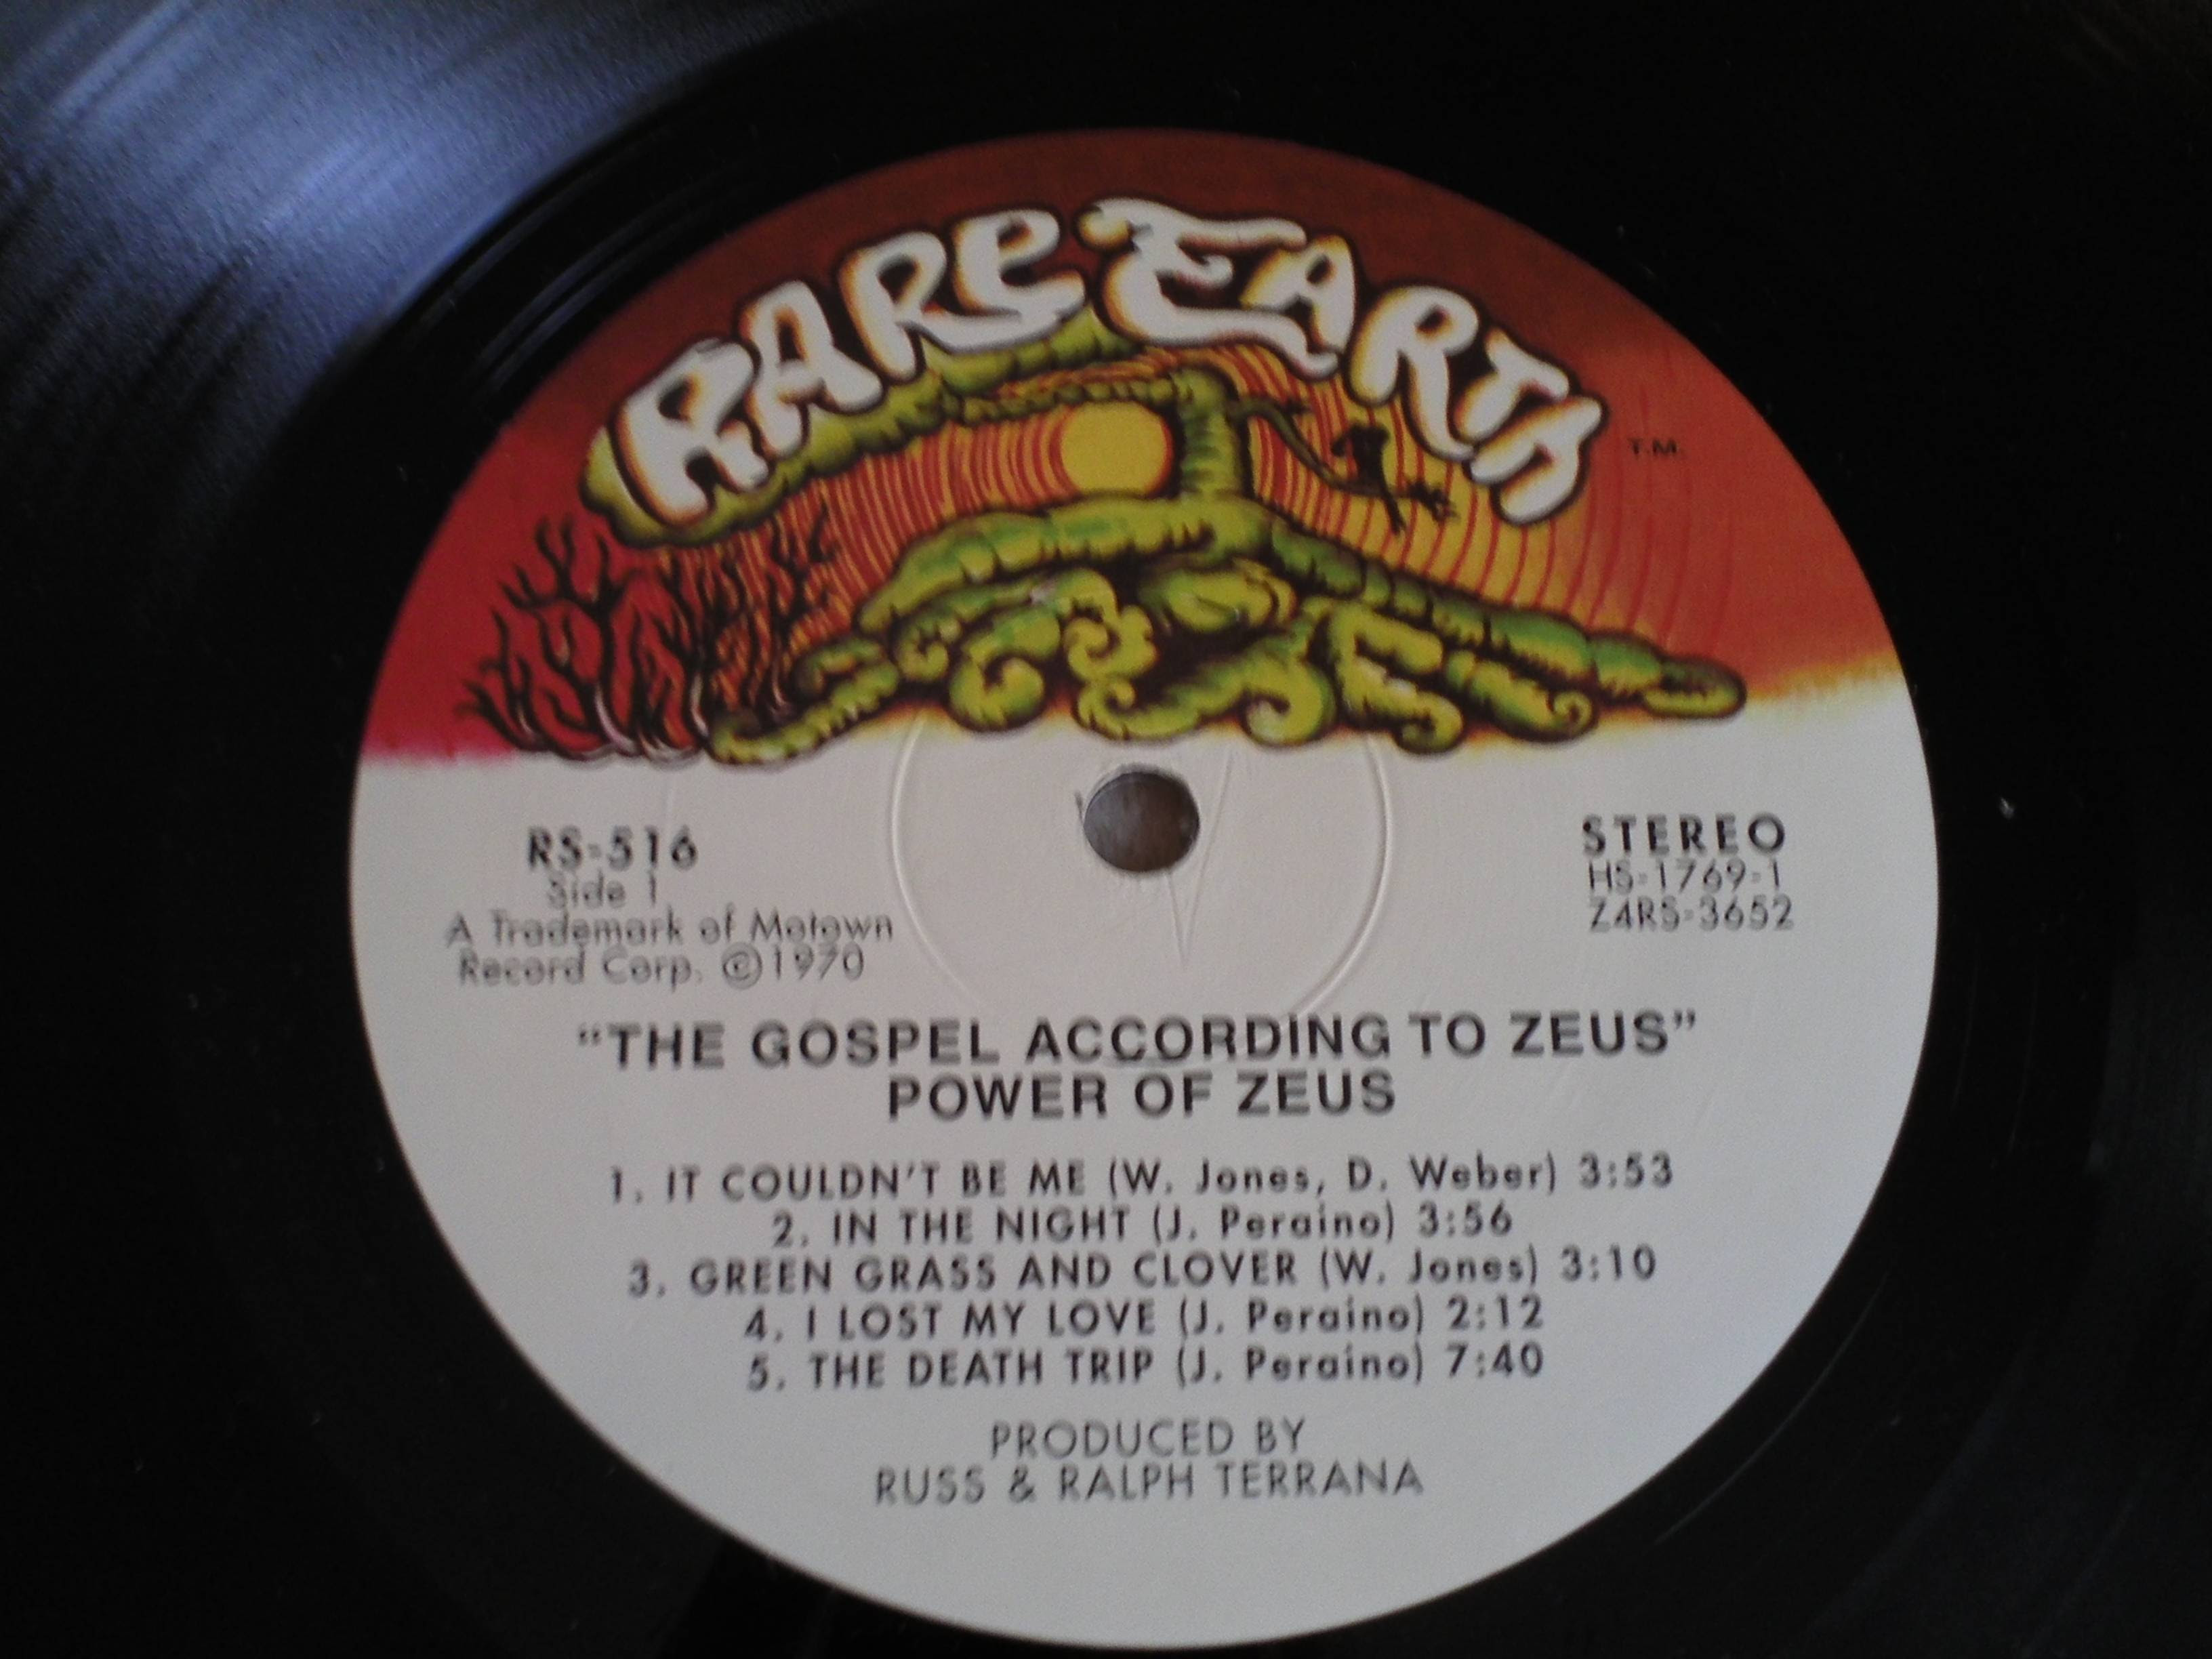 RARE EARTH
T.M.
RS-516
Side 1
A Trademark of Motown
Record Corp. ©1970
STEREO
HS-1769-1
Z4RS-3652
"THE GOSPEL ACCORDING TO ZEUS"
POWER OF ZEUS
1. IT COULDN'T BE ME (W. Jones, D. Weber) 3:53
2. IN THE NIGHT (J. Peraino) 3:56
3. GREEN GRASS AND CLOVER (W. Jones) 3:10
4. I LOST MY LOVE (J. Peraino) 2:12
5. THE DEATH TRIP (J. Peraino) 7:40
PRODUCED BY
RUSS & RALPH TERRANA